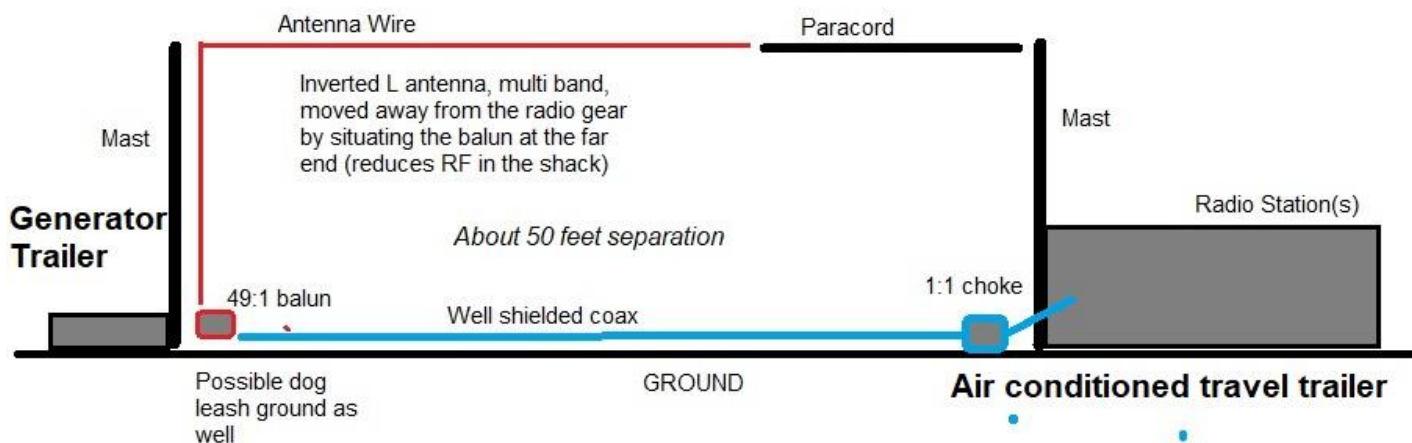 Antenna Wire
Paracord
Inverted L antenna, multi band,
moved away from the radio gear
by situating the balun at the far
end (reduces RF in the shack)
Mast
Mast
Generator
Trailer
Radio Station(s)
About 50 feet separation
49:1 balun
1:1 choke
Well shielded coax
Possible dog
leash ground as
well
GROUND
Air conditioned travel trailer